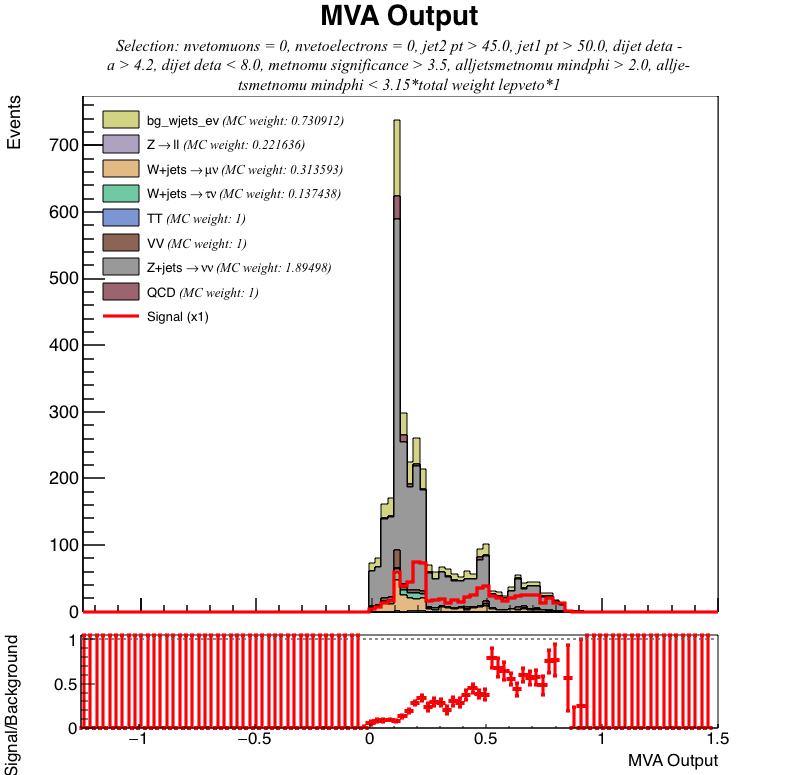 MVA Output
Selection: nvetomuons = 0, nvetoelectrons = 0, jet2 pt > 45.0, jet1 pt > 50.0, dijet deta -
a > 4.2, dijet deta < 8.0, metnomu significance > 3.5, alljetsmetnomu mindphi > 2.0, allje-
tsmetnomu mindphi < 3.15*total weight lepveto*1
Events
700
600
500
400
300
200
100
0
bg_wjets_ev (MC weight: 0.730912)
Z→ll (MC weight: 0.221636)
W+jets→μν (MC weight: 0.313593)
W+jets→τν (MC weight: 0.137438)
TT (MC weight: 1)
VV (MC weight: 1)
Z+jets→νν (MC weight: 1.89498)
QCD (MC weight: 1)
Signal (x1)
Signal/Background
1
0.5
0
−1 −0.5 0 0.5 1 1.5
MVA Output